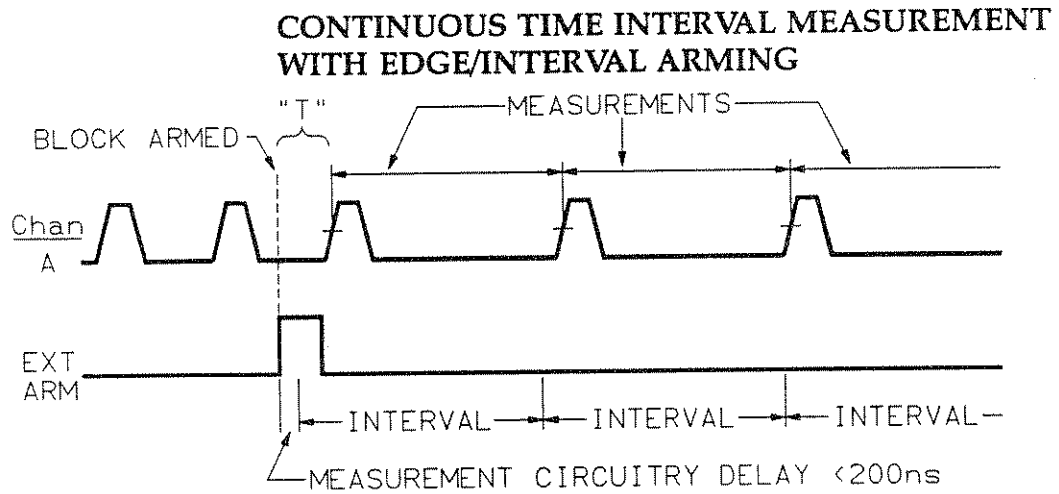 CONTINUOUS TIME INTERVAL MEASUREMENT
WITH EDGE/INTERVAL ARMING
"T"
MEASUREMENTS
BLOCK ARMED
Chan
A
EXT
ARM
INTERVAL
INTERVAL
INTERVAL
MEASUREMENT CIRCUITRY DELAY <200ns